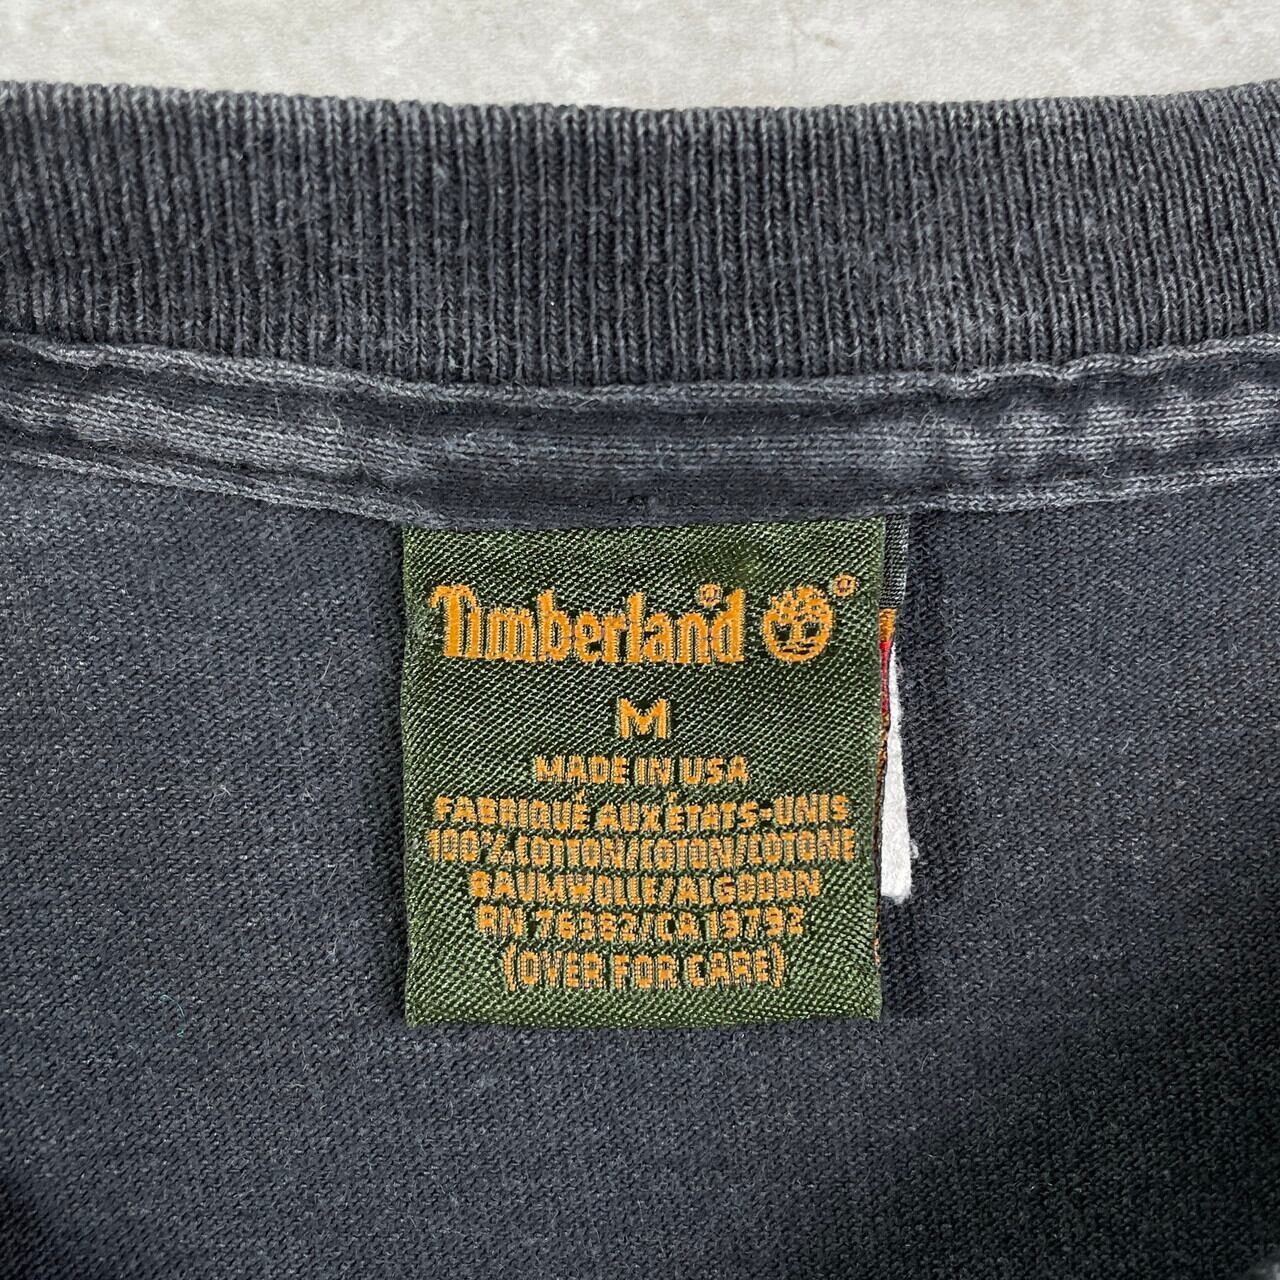 Timberland® ®
M
MADE IN USA
FABRIQUÉ AUX ÉTATS-UNIS
100% COTTON/COTON/COTONE
BAUMWOLLE/ALGODON
RN 76382/CA 19792
(OVER FOR CARE)